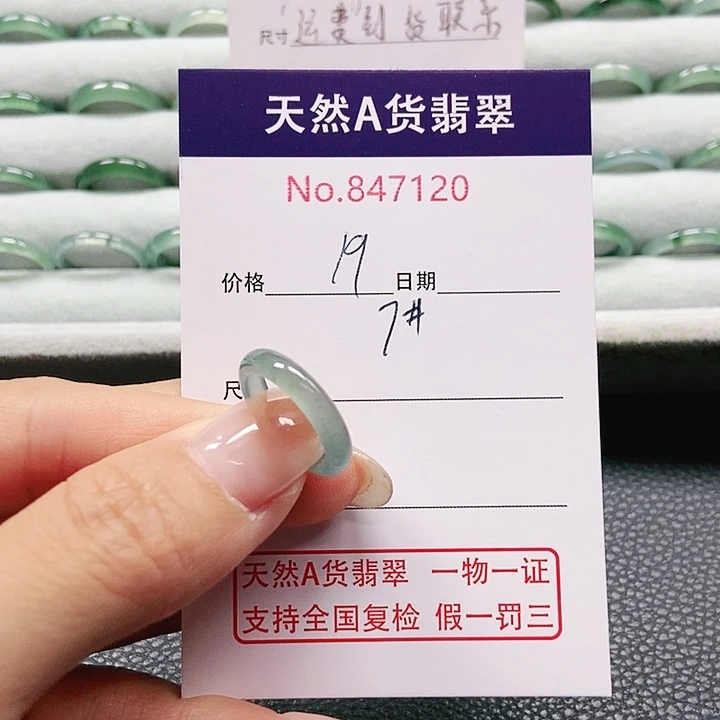 尺寸 运费到货联系
天然A货翡翠
No.847120
价格 19 日期
7#
尺
天然A货翡翠 一物一证
支持全国复检 假一罚三